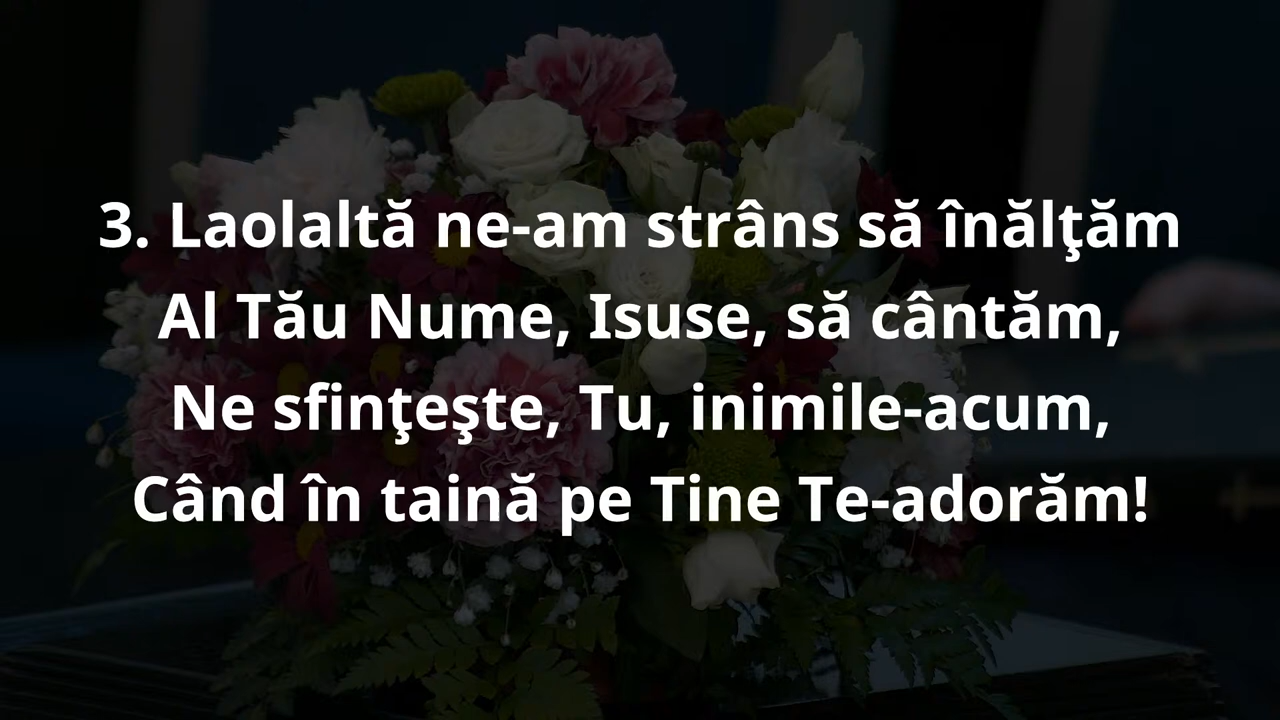 3. Laolaltă ne-am strâns să înălţăm
Al Tău Nume, Isuse, să cântăm,
Ne sfinţeşte, Tu, inimile-acum,
Când în taină pe Tine Te-adorăm!